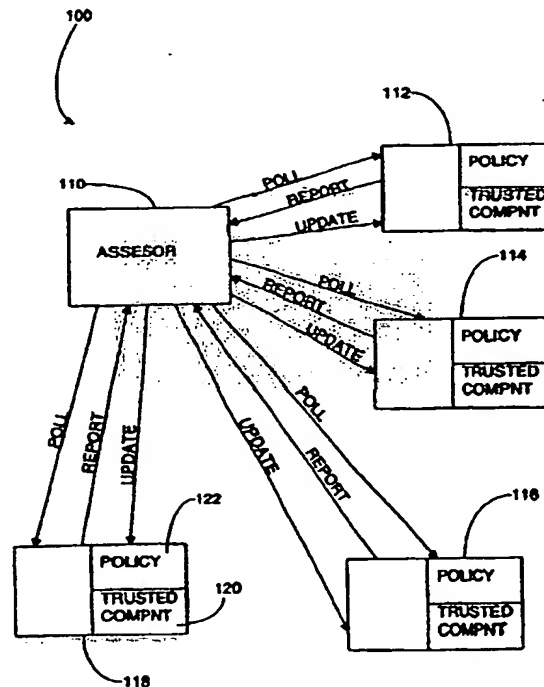 100
112
110
POLL
REPORT
UPDATE
POLICY
TRUSTED
COMPNT
ASSESOR
114
POLL
REPORT
UPDATE
POLICY
TRUSTED
COMPNT
POLL
REPORT
UPDATE
UPDATE
REPORT
POLL
116
122
POLICY
TRUSTED
COMPNT
120
POLICY
TRUSTED
COMPNT
118